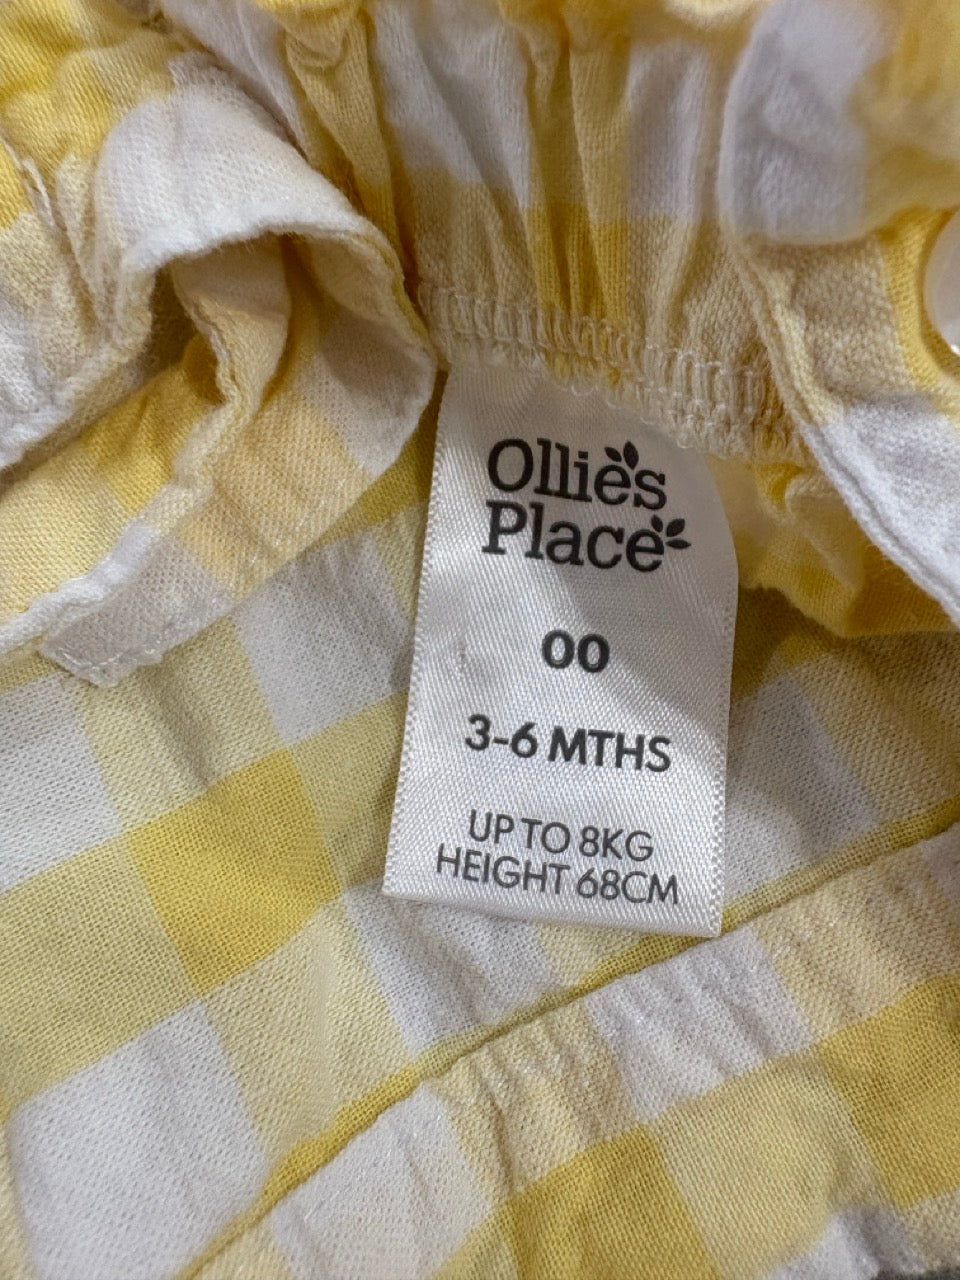 Ollie's
Place
00
3-6 MTHS
UP TO 8KG
HEIGHT 68CM